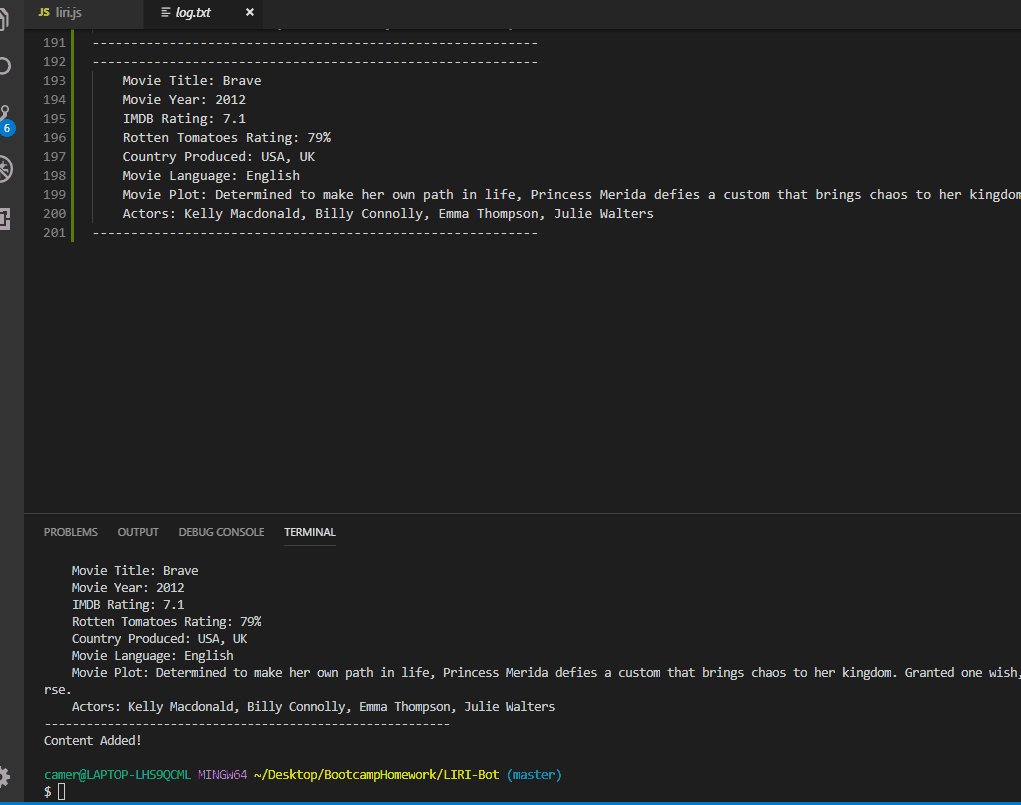 JS liri.js
log.txt ×
191 ----------------------------------------------------------
192 ----------------------------------------------------------
193 Movie Title: Brave
194 Movie Year: 2012
195 IMDB Rating: 7.1
196 Rotten Tomatoes Rating: 79%
197 Country Produced: USA, UK
198 Movie Language: English
199 Movie Plot: Determined to make her own path in life, Princess Merida defies a custom that brings chaos to her kingdom
200 Actors: Kelly Macdonald, Billy Connolly, Emma Thompson, Julie Walters
201 ----------------------------------------------------------
6
PROBLEMS OUTPUT DEBUG CONSOLE TERMINAL
Movie Title: Brave
Movie Year: 2012
IMDB Rating: 7.1
Rotten Tomatoes Rating: 79%
Country Produced: USA, UK
Movie Language: English
Movie Plot: Determined to make her own path in life, Princess Merida defies a custom that brings chaos to her kingdom. Granted one wish,
rse.
Actors: Kelly Macdonald, Billy Connolly, Emma Thompson, Julie Walters
----------------------------------------------------------
Content Added!
camer@LAPTOP-LHS9QCML MINGW64 ~/Desktop/BootcampHomework/LIRI-Bot (master)
$